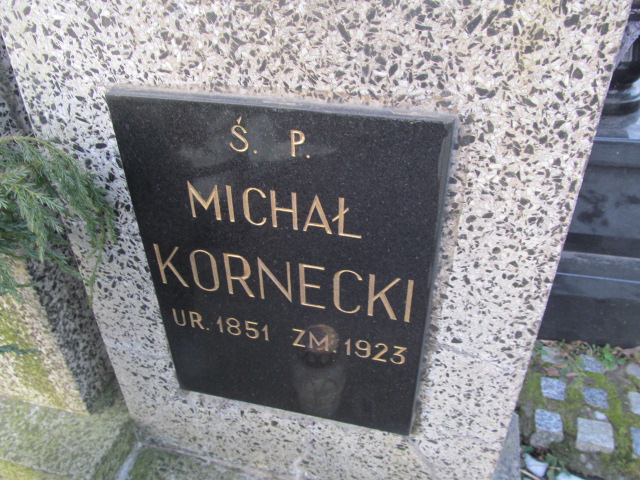 Ś. P.
MICHAŁ
KORNECKI
UR. 1851 ZM. 1923